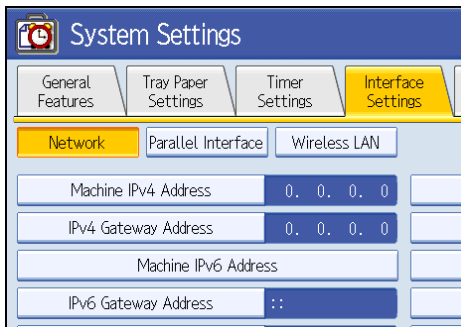 System Settings
General Features
Tray Paper Settings
Timer Settings
Interface Settings
Network
Parallel Interface
Wireless LAN
Machine IPv4 Address
0. 0. 0. 0
IPv4 Gateway Address
0. 0. 0. 0
Machine IPv6 Address
IPv6 Gateway Address
::